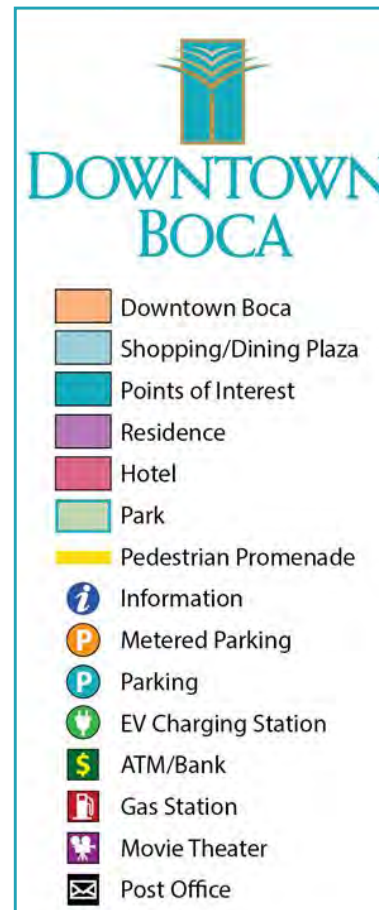 DOWNTOWN
BOCA
Downtown Boca
Shopping/Dining Plaza
Points of Interest
Residence
Hotel
Park
Pedestrian Promenade
i Information
P Metered Parking
P Parking
EV Charging Station
$ ATM/Bank
Gas Station
Movie Theater
Post Office